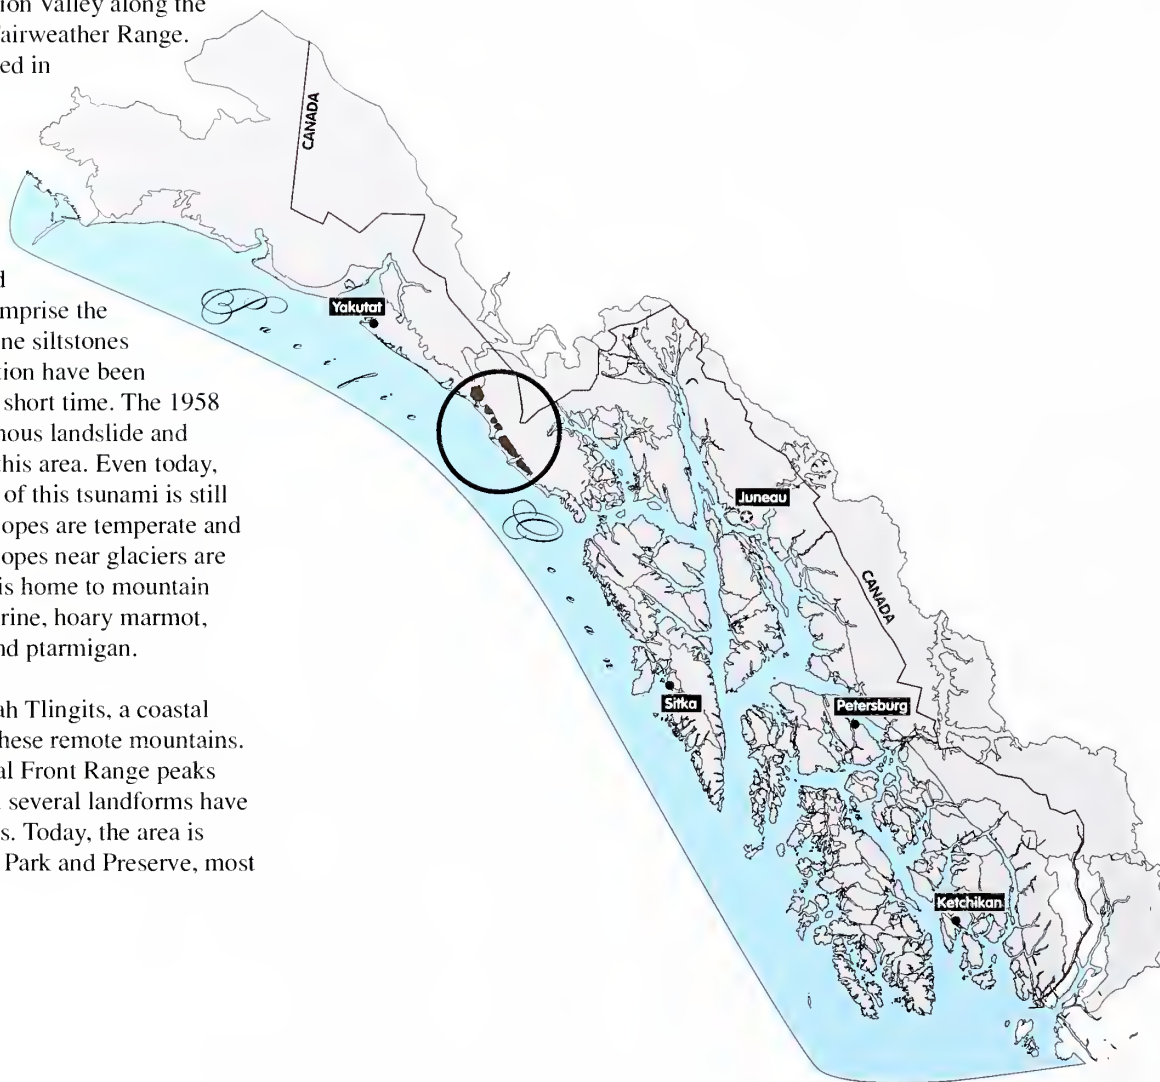 ion Valley along the
airweather Range.
ed in
d
mprise the
ne siltstones
tion have been
short time. The 1958
nous landslide and
this area. Even today,
of this tsunami is still
opes are temperate and
opes near glaciers are
is home to mountain
rine, hoary marmot,
nd ptarmigan.
ah Tlingits, a coastal
hese remote mountains.
al Front Range peaks
several landforms have
s. Today, the area is
Park and Preserve, most
CANADA
Yakutat
Pacific
Juneau
Ocean
CANADA
Sitka
Petersburg
Ketchikan